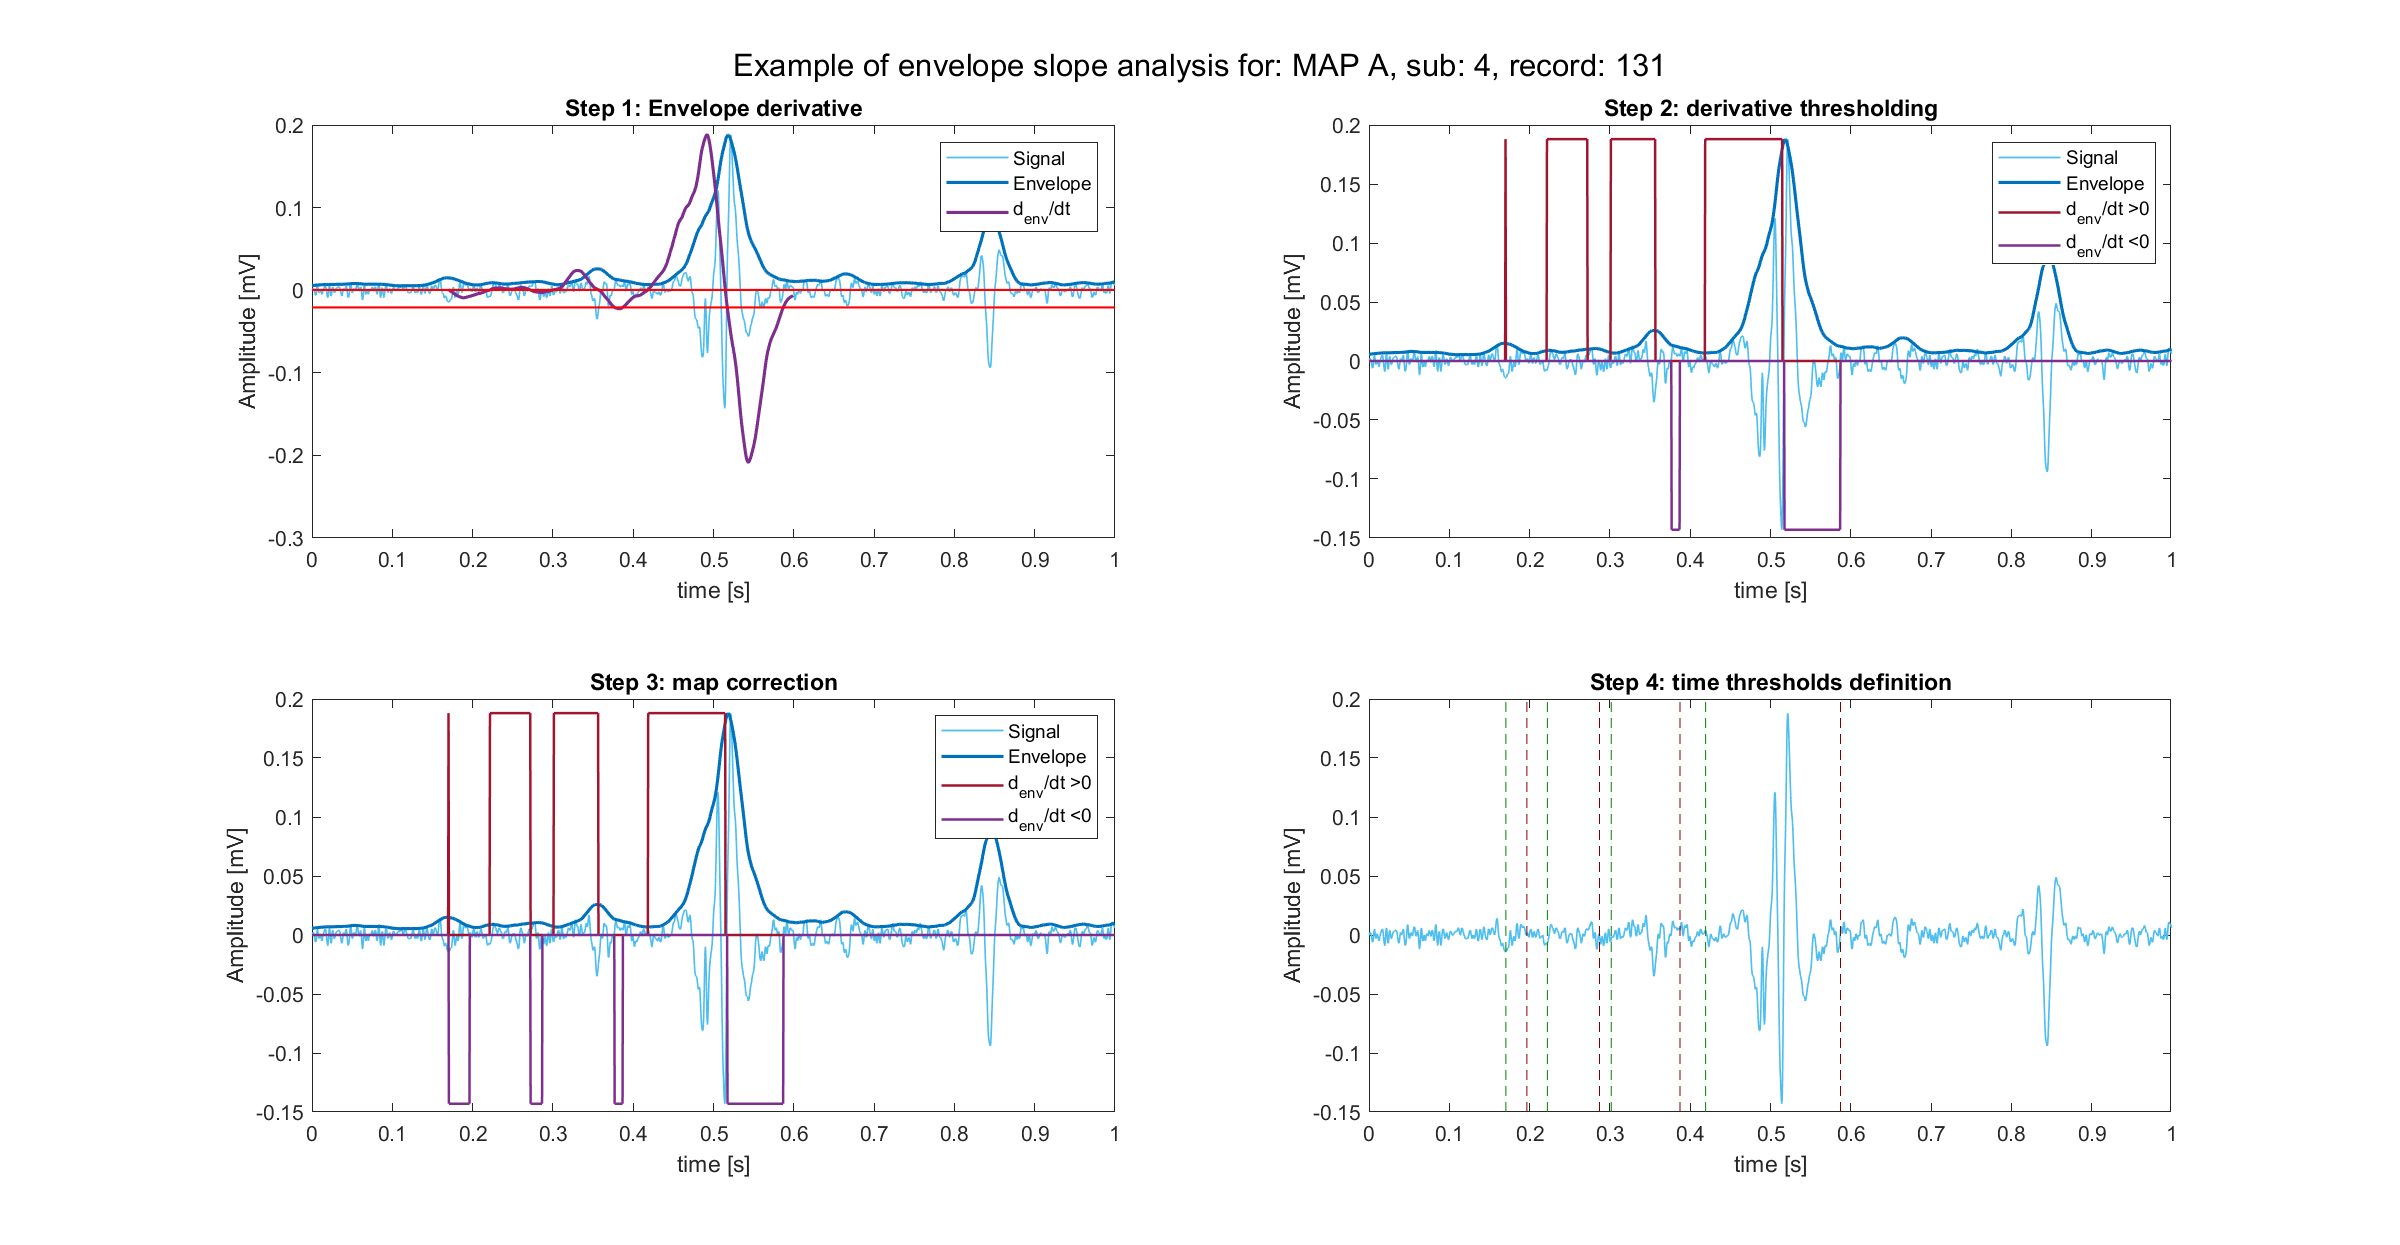 Example of envelope slope analysis for: MAP A, sub: 4, record: 131
Step 1: Envelope derivative
0.2
0.1
0
-0.1
-0.2
-0.3
Amplitude [mV]
0 0.1 0.2 0.3 0.4 0.5 0.6 0.7 0.8 0.9 1
time [s]
Signal
Envelope
d_env/dt
Step 2: derivative thresholding
0.2
0.15
0.1
0.05
0
-0.05
-0.1
-0.15
Amplitude [mV]
0 0.1 0.2 0.3 0.4 0.5 0.6 0.7 0.8 0.9 1
time [s]
Signal
Envelope
d_env/dt >0
d_env/dt <0
Step 3: map correction
0.2
0.15
0.1
0.05
0
-0.05
-0.1
-0.15
Amplitude [mV]
0 0.1 0.2 0.3 0.4 0.5 0.6 0.7 0.8 0.9 1
time [s]
Signal
Envelope
d_env/dt >0
d_env/dt <0
Step 4: time thresholds definition
0.2
0.15
0.1
0.05
0
-0.05
-0.1
-0.15
Amplitude [mV]
0 0.1 0.2 0.3 0.4 0.5 0.6 0.7 0.8 0.9 1
time [s]